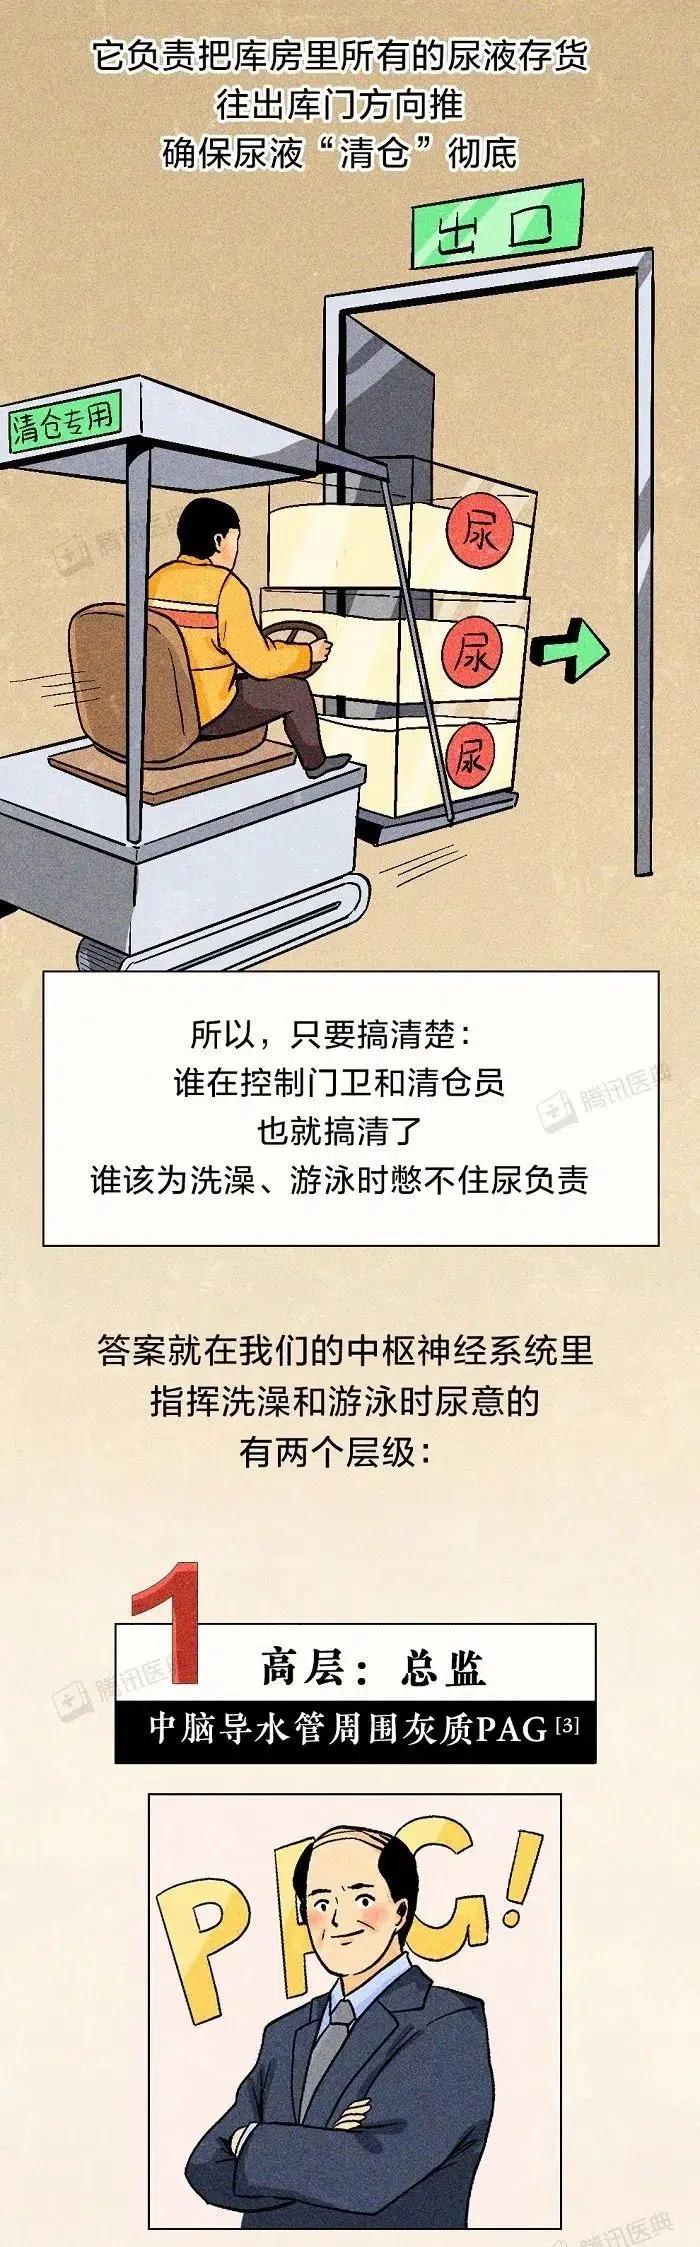 它负责把库房里所有的尿液存货
往出库门方向推
确保尿液“清仓”彻底
出口
清仓专用
尿
尿
尿
腾讯医典
所以，只要搞清楚：
谁在控制门卫和清仓员
也就搞清了
谁该为洗澡、游泳时憋不住尿负责
腾讯医典
答案就在我们的中枢神经系统里
指挥洗澡和游泳时尿意的
有两个层级：
1
高层：总监
中脑导水管周围灰质PAG[3]
腾讯医典
PAG!
腾讯医典